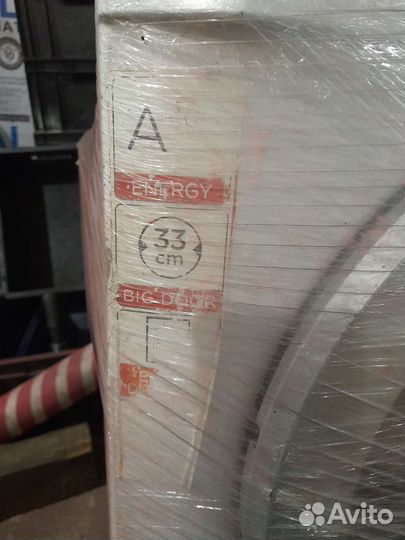 A
ENERGY
33
cm
BIG DOOR
Avito